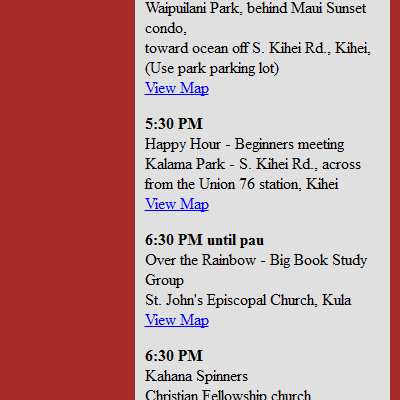 Waipuilani Park, behind Maui Sunset
condo,
toward ocean off S. Kihei Rd., Kihei,
(Use park parking lot)
View Map
5:30 PM
Happy Hour - Beginners meeting
Kalama Park - S. Kihei Rd., across
from the Union 76 station, Kihei
View Map
6:30 PM until pau
Over the Rainbow - Big Book Study
Group
St. John's Episcopal Church, Kula
View Map
6:30 PM
Kahana Spinners
Christian Fellowship church